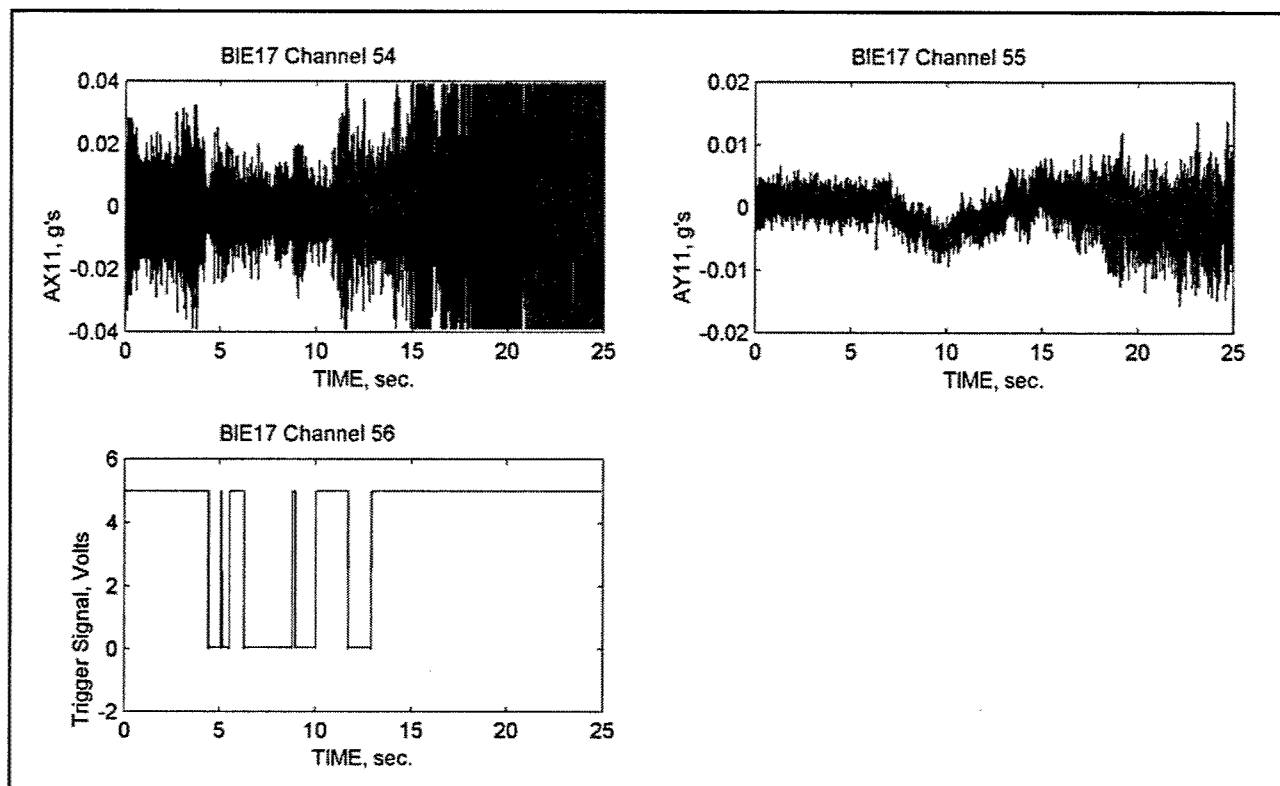 BIE17 Channel 54
0.04
0.02
0
-0.02
-0.04
AX11, g's
0 5 10 15 20 25
TIME, sec.
BIE17 Channel 55
0.02
0.01
0
-0.01
-0.02
AY11, g's
0 5 10 15 20 25
TIME, sec.
BIE17 Channel 56
6
4
2
0
-2
Trigger Signal, Volts
0 5 10 15 20 25
TIME, sec.